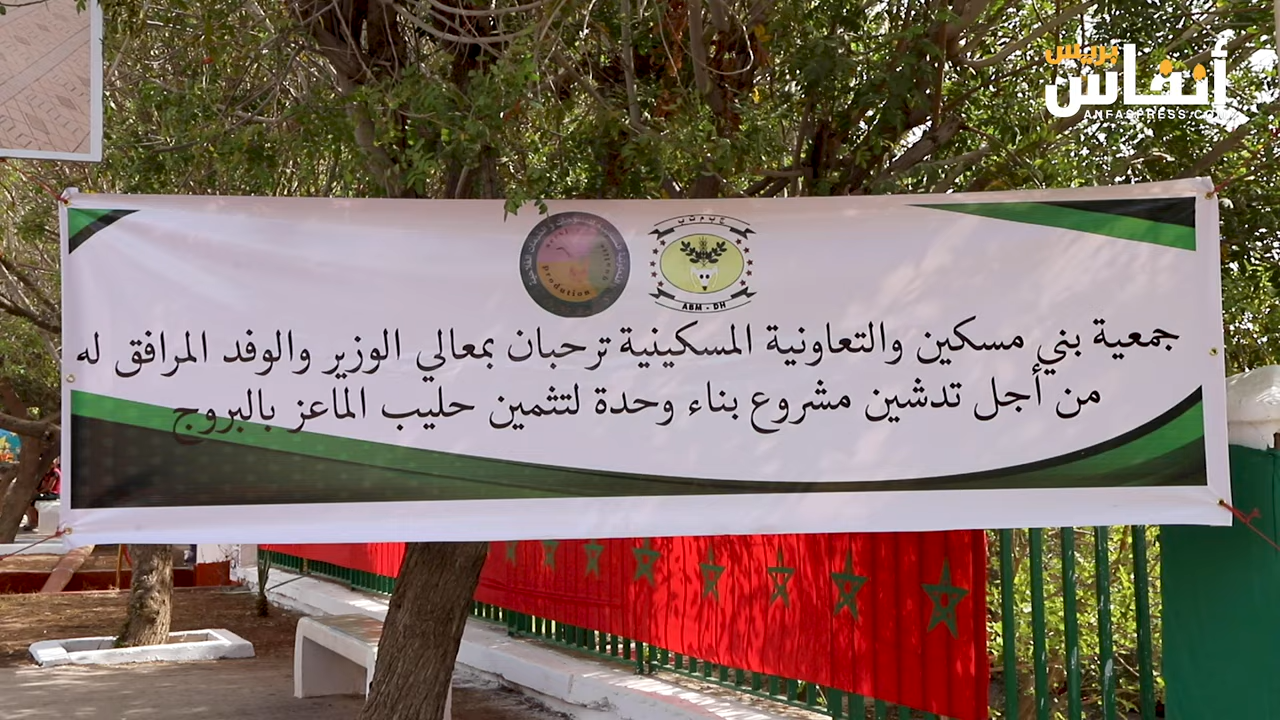 أنفاس بريس
ANFASPRESS.COM
ABM - DH
production
جمعية بني مسكين والتعاونية المسكينية ترحبان بمعالي الوزير والوفد المرافق له
من أجل تدشين مشروع بناء وحدة لتثمين حليب الماعز بالبروج